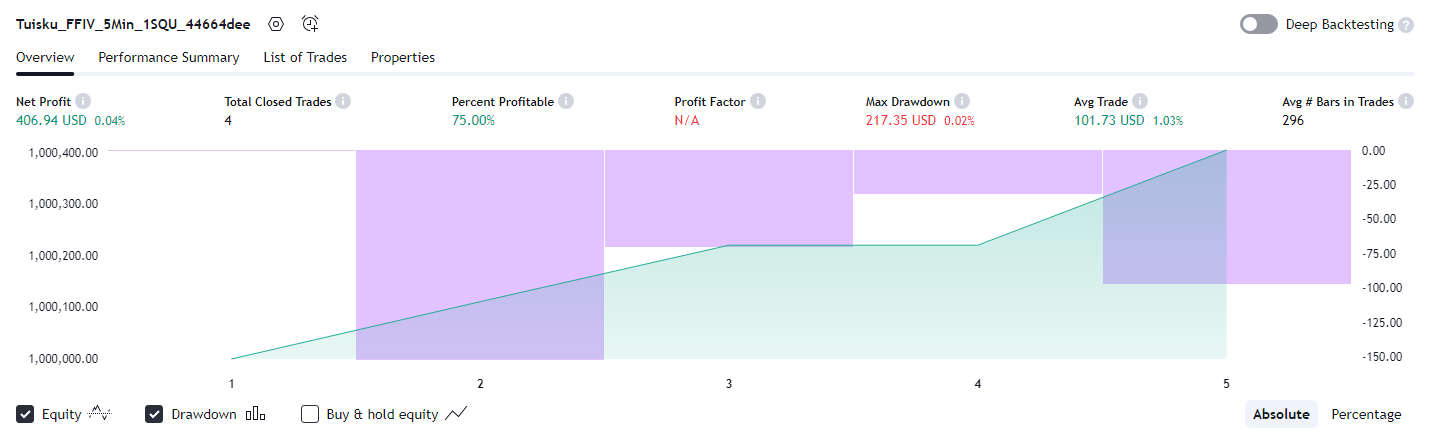 Tuisku_FFIV_5Min_1SQU_44664dee
Deep Backtesting ?
Overview Performance Summary List of Trades Properties
Net Profit Total Closed Trades Percent Profitable Profit Factor Max Drawdown Avg Trade Avg # Bars in Trades
406.94 USD 0.04% 4 75.00% N/A 217.35 USD 0.02% 101.73 USD 1.03% 296
1,000,400.00 0.00
-25.00
1,000,300.00
-50.00
1,000,200.00 -75.00
-100.00
1,000,100.00
-125.00
1,000,000.00 -150.00
1 2 3 4 5
Equity Drawdown Buy & hold equity Absolute Percentage